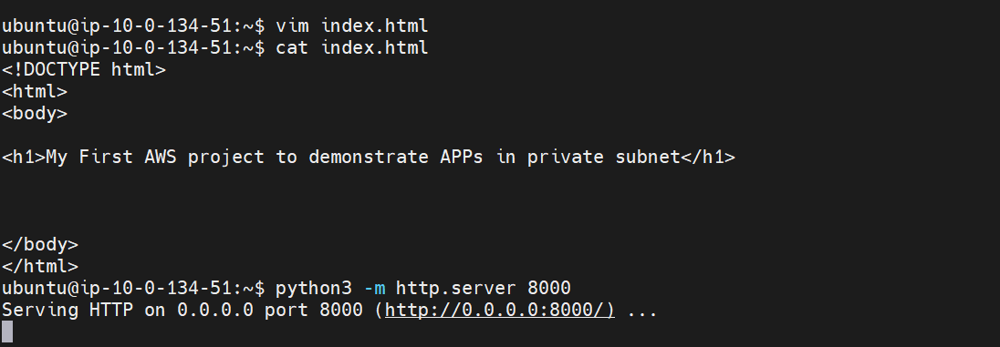 ubuntu@ip-10-0-134-51:~$ vim index.html
ubuntu@ip-10-0-134-51:~$ cat index.html
<!DOCTYPE html>
<html>
<body>
<h1>My First AWS project to demonstrate APPs in private subnet</h1>
</body>
</html>
ubuntu@ip-10-0-134-51:~$ python3 -m http.server 8000
Serving HTTP on 0.0.0.0 port 8000 (http://0.0.0.0:8000/) ...